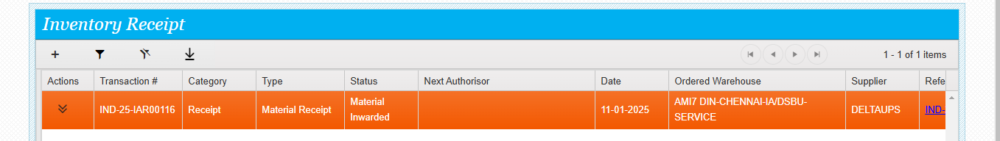 Inventory Receipt
+ 1 - 1 of 1 items
Actions Transaction # Category Type Status Next Authorisor Date Ordered Warehouse Supplier Refe
IND-25-IAR00116 Receipt Material Receipt Material Inwarded 11-01-2025 AMI7 DIN-CHENNAI-IA/DSBU-SERVICE DELTAUPS IND-